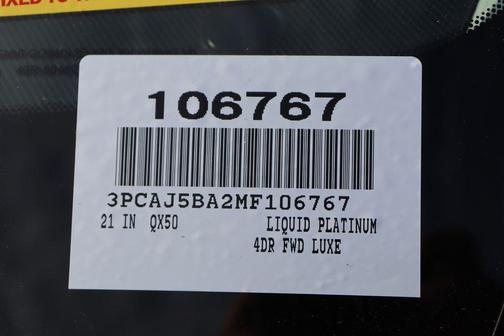 106767
3PCAJ5BA2MF106767
21 IN QX50 LIQUID PLATINUM
4DR FWD LUXE